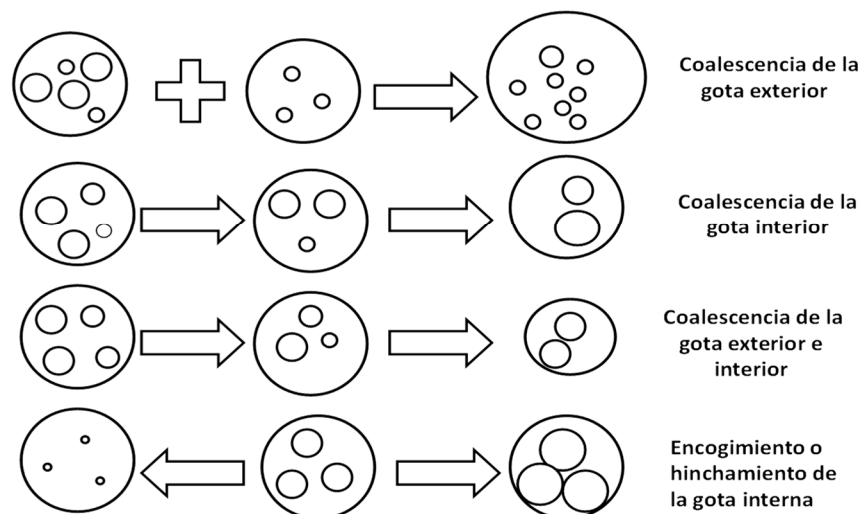 Coalescencia de la
gota exterior
Coalescencia de la
gota interior
Coalescencia de la
gota exterior e
interior
Encogimiento o
hinchamiento de
la gota interna